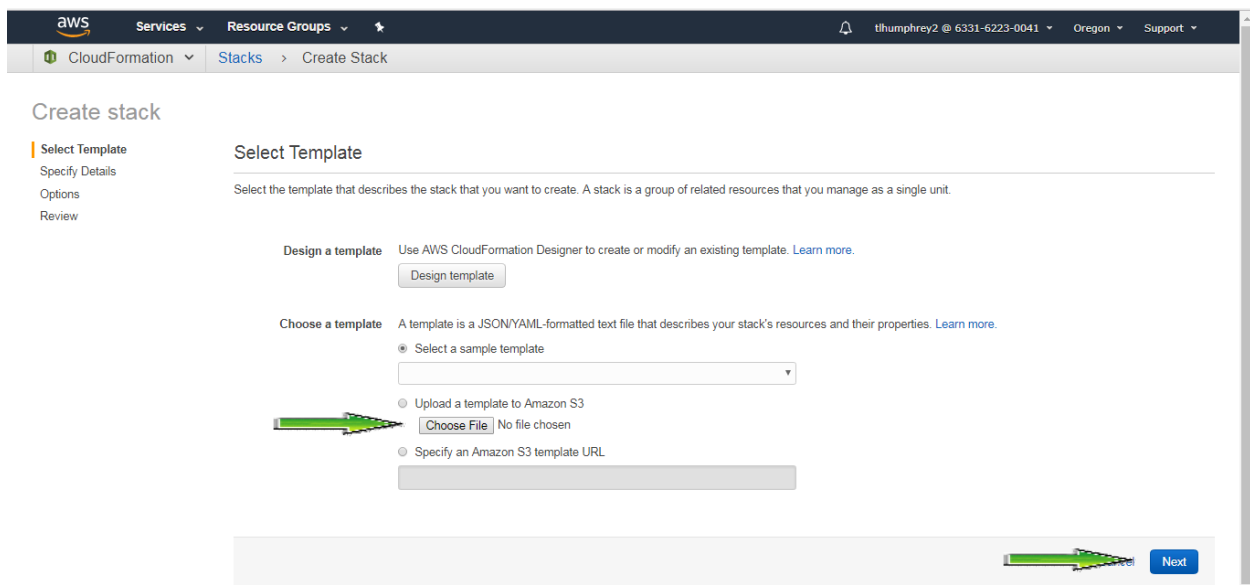 aws Services Resource Groups tlhumphrey2 @ 6331-6223-0041 Oregon Support
CloudFormation Stacks > Create Stack
Create stack
Select Template
Specify Details
Options
Review
Select Template
Select the template that describes the stack that you want to create. A stack is a group of related resources that you manage as a single unit.
Design a template Use AWS CloudFormation Designer to create or modify an existing template. Learn more.
Design template
Choose a template A template is a JSON/YAML-formatted text file that describes your stack's resources and their properties. Learn more.
Select a sample template
Upload a template to Amazon S3
Choose File No file chosen
Specify an Amazon S3 template URL
Next